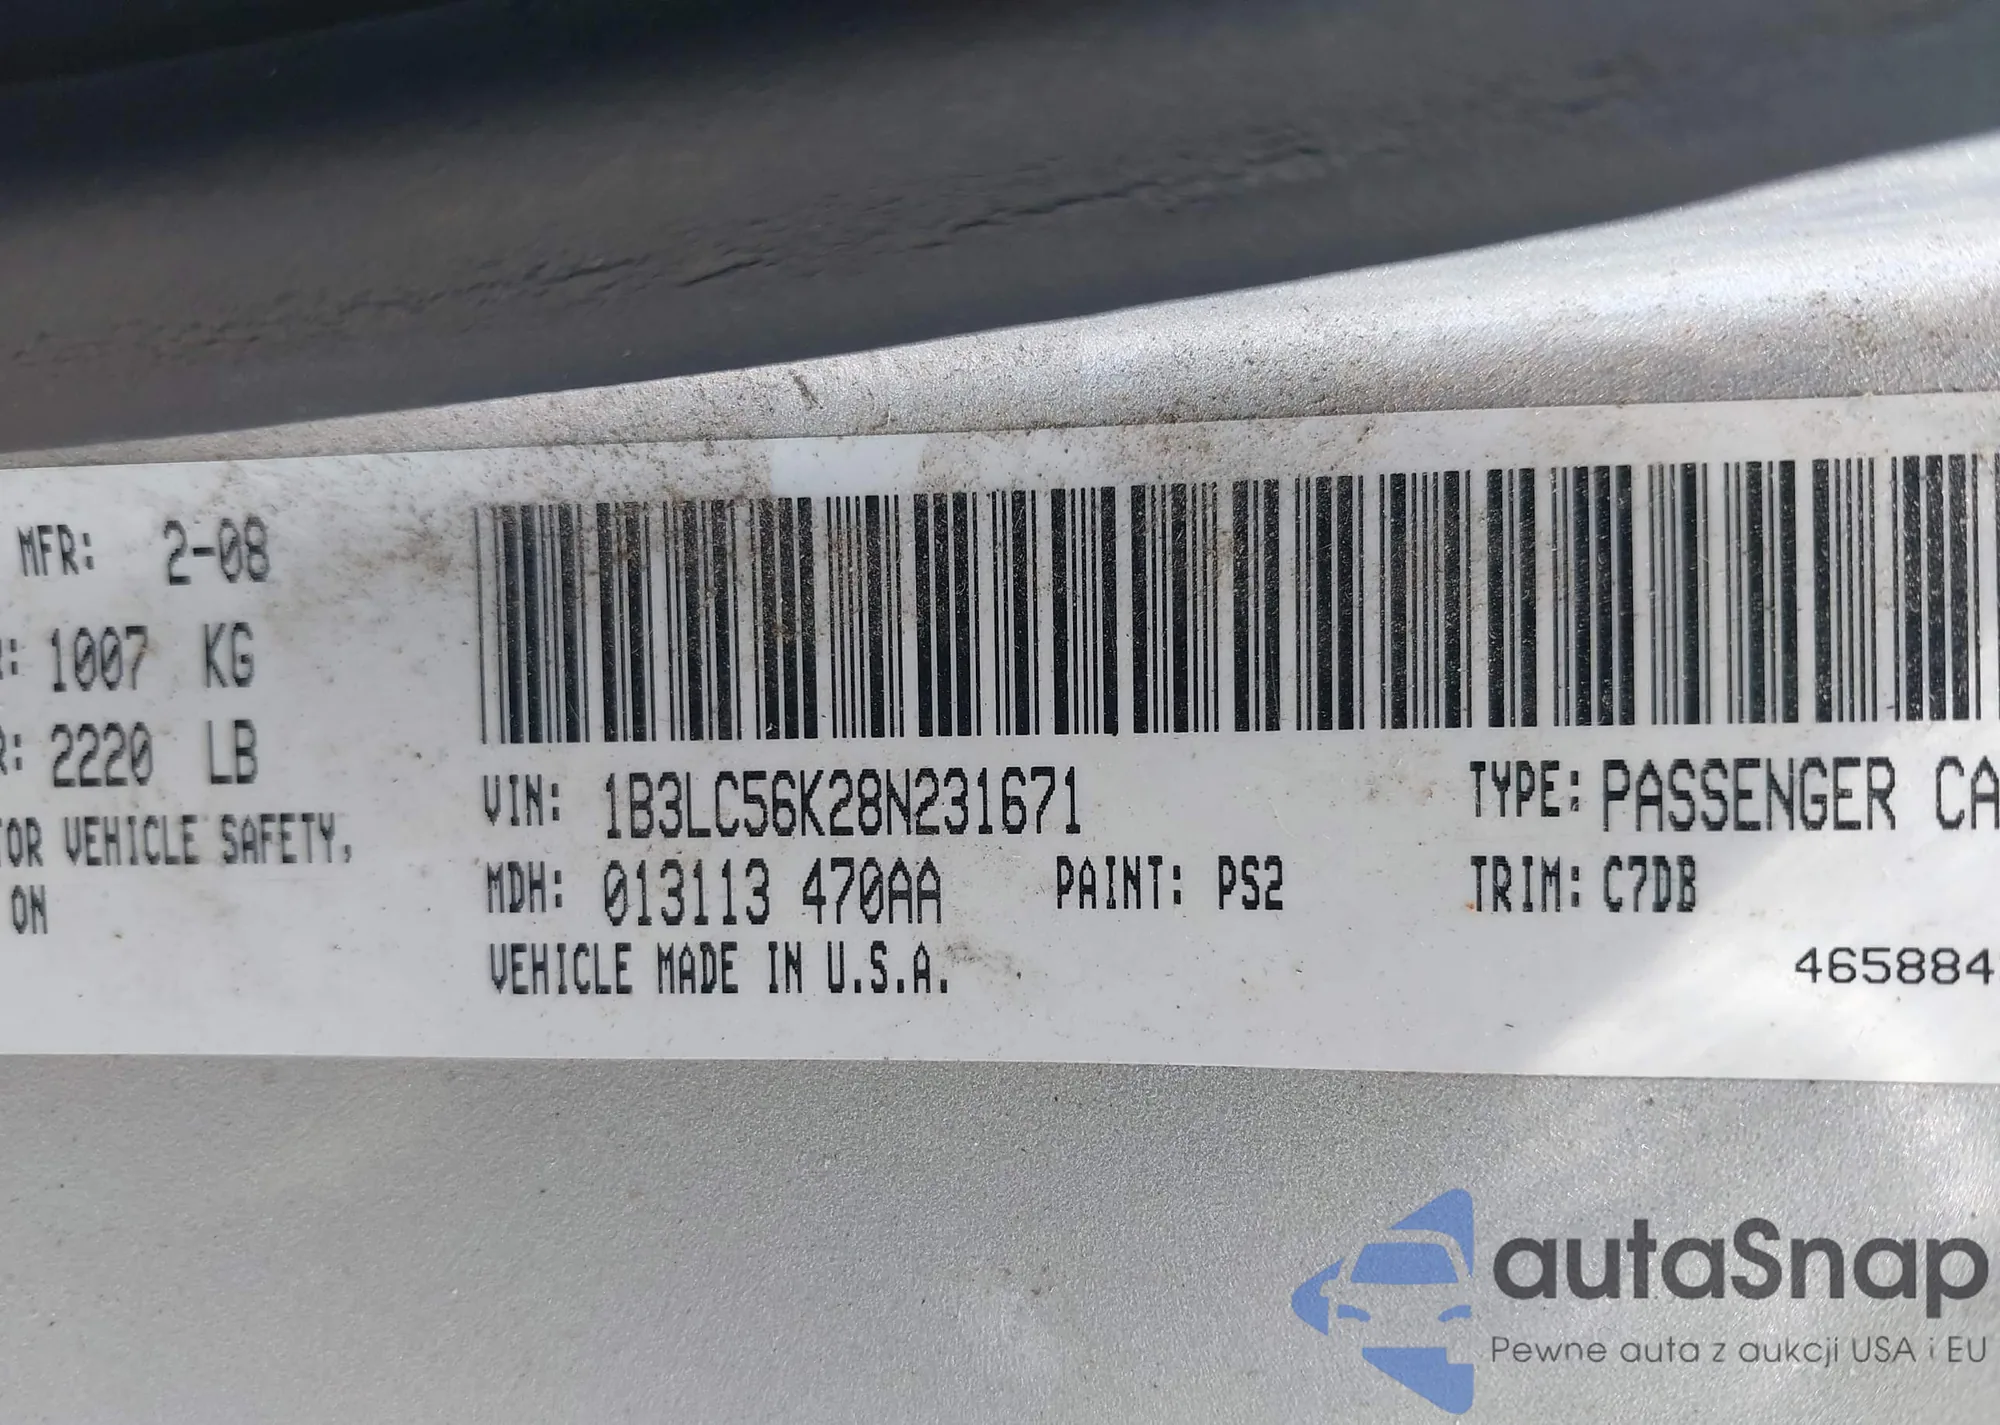 MFR: 2-08
: 1007 KG
R: 2220 LB
TOR VEHICLE SAFETY,
ON
VIN: 1B3LC56K28N231671
TYPE: PASSENGER CA
MDH: 013113 470AA
PAINT: PS2
TRIM: C7DB
VEHICLE MADE IN U.S.A.
465884
autaSnap
Pewne auta z aukcji USA i EU